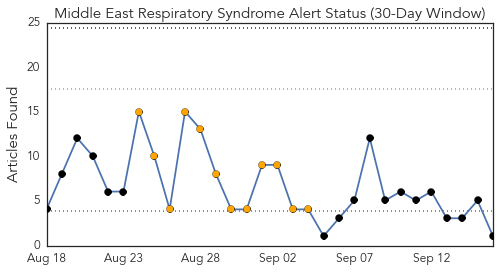 Middle East Respiratory Syndrome Alert Status (30-Day Window)
Articles Found
25
20
15
10
5
0
Aug 18 Aug 23 Aug 28 Sep 02 Sep 07 Sep 12